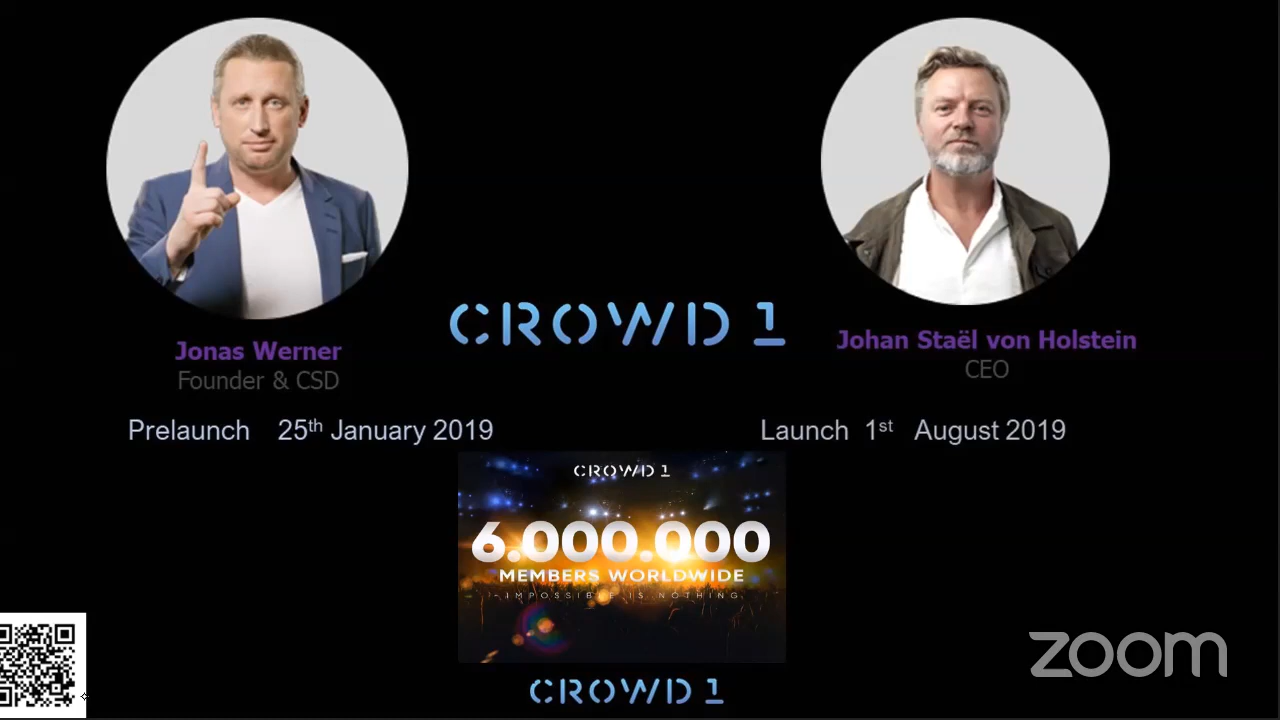 CROWD 1
Jonas Werner
Founder & CSD
Johan Staël von Holstein
CEO
Prelaunch 25th January 2019
Launch 1st August 2019
CROWD 1
6.000.000
MEMBERS WORLDWIDE
IMPOSSIBLE IS NOTHING
CROWD 1
zoom